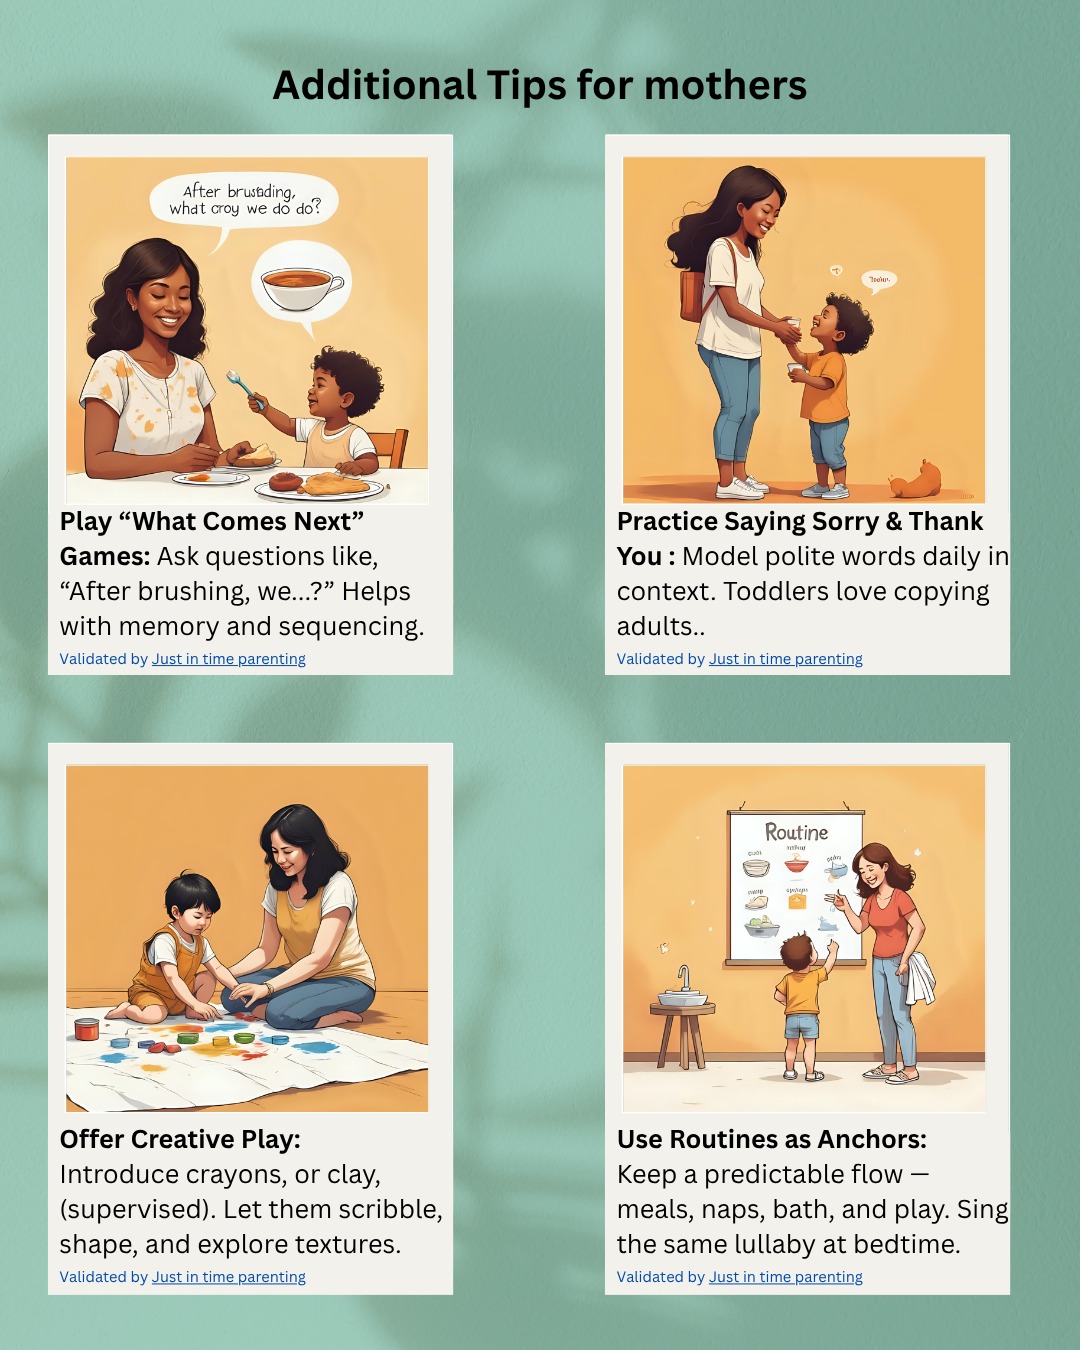 Additional Tips for mothers
After
what we do do?
Play “What Comes Next”
Games: Ask questions like,
“After brushing, we...?” Helps
with memory and sequencing.
Validated by Just in time parenting
Practice Saying Sorry & Thank
You : Model polite words daily in
context. Toddlers love copying
adults..
Validated by Just in time parenting
Offer Creative Play:
Introduce crayons, or clay,
(supervised). Let them scribble,
shape, and explore textures.
Validated by Just in time parenting
Routine
Use Routines as Anchors:
Keep a predictable flow —
meals, naps, bath, and play. Sing
the same lullaby at bedtime.
Validated by Just in time parenting